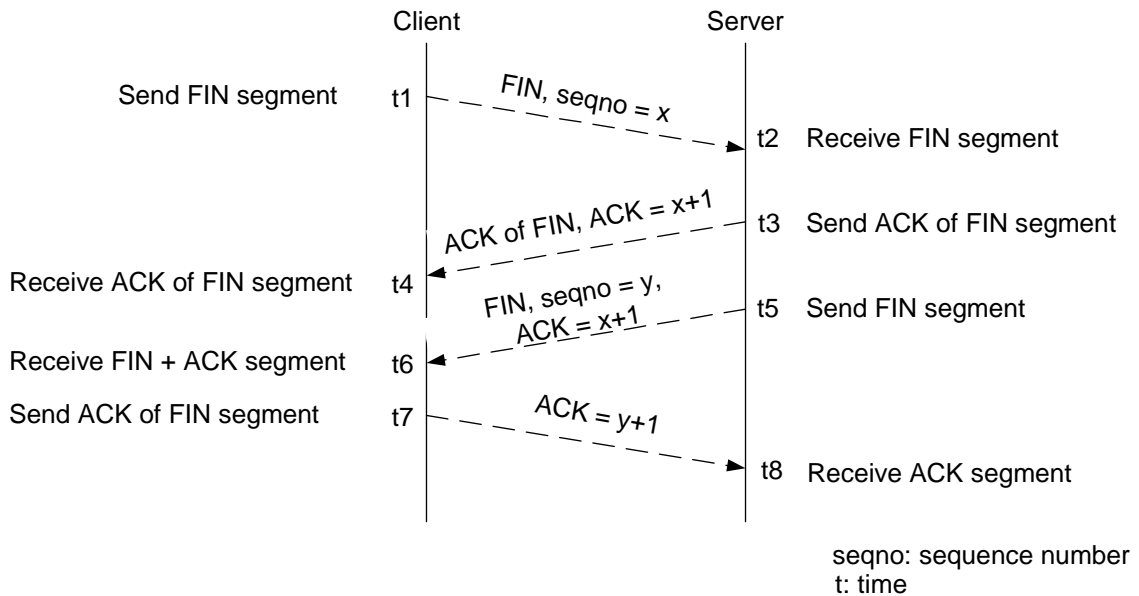 Client Server
Send FIN segment t1 FIN, seqno = x
t2 Receive FIN segment
ACK of FIN, ACK = x+1 t3 Send ACK of FIN segment
Receive ACK of FIN segment t4
FIN, seqno = y,
ACK = x+1 t5 Send FIN segment
Receive FIN + ACK segment t6
Send ACK of FIN segment t7 ACK = y+1
t8 Receive ACK segment
seqno: sequence number
t: time